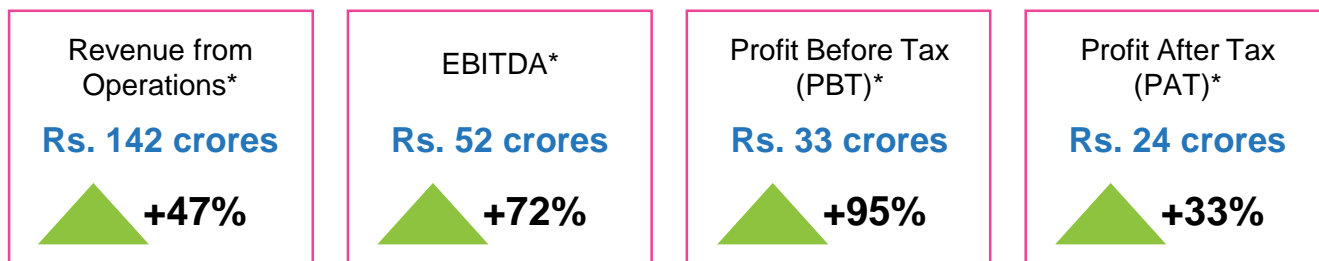 Revenue from
Operations*
Rs. 142 crores
+47%
EBITDA*
Rs. 52 crores
+72%
Profit Before Tax
(PBT)*
Rs. 33 crores
+95%
Profit After Tax
(PAT)*
Rs. 24 crores
+33%